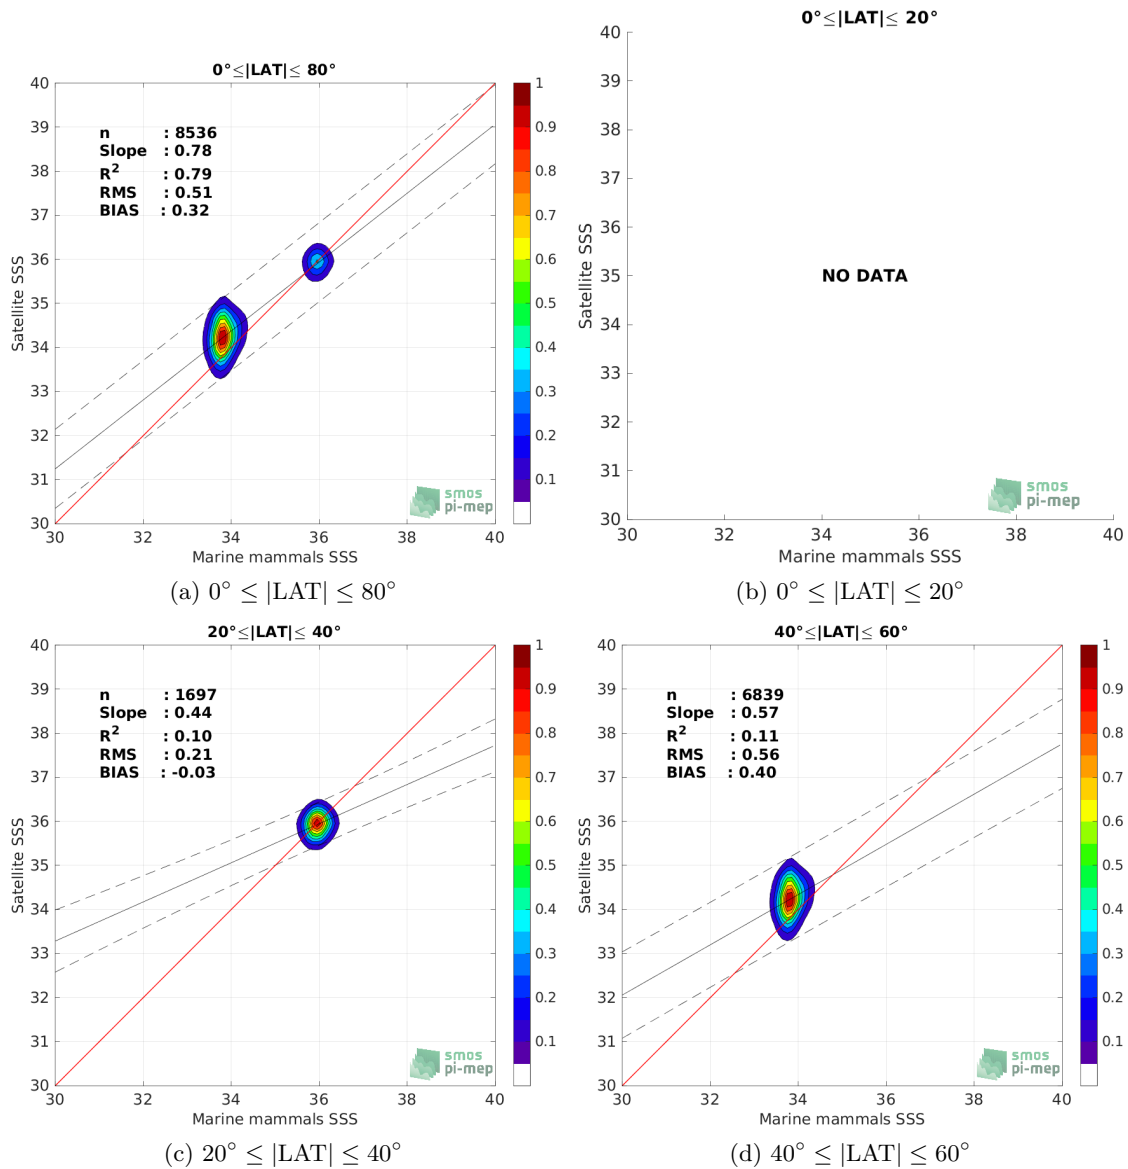 0°≤|LAT|≤ 80°
40
39
38
37
36
35
34
33
32
31
30
Satellite SSS
n : 8536
Slope : 0.78
R² : 0.79
RMS : 0.51
BIAS : 0.32
smos
pi-mep
30 32 34 36 38 40
Marine mammals SSS
1
0.9
0.8
0.7
0.6
0.5
0.4
0.3
0.2
0.1
(a) 0° ≤ |LAT| ≤ 80°
0°≤|LAT|≤ 20°
40
39
38
37
36
35
34
33
32
31
30
Satellite SSS
NO DATA
smos
pi-mep
30 32 34 36 38 40
Marine mammals SSS
(b) 0° ≤ |LAT| ≤ 20°
20°≤|LAT|≤ 40°
40
39
38
37
36
35
34
33
32
31
30
Satellite SSS
n : 1697
Slope : 0.44
R² : 0.10
RMS : 0.21
BIAS : -0.03
smos
pi-mep
30 32 34 36 38 40
Marine mammals SSS
1
0.9
0.8
0.7
0.6
0.5
0.4
0.3
0.2
0.1
(c) 20° ≤ |LAT| ≤ 40°
40°≤|LAT|≤ 60°
40
39
38
37
36
35
34
33
32
31
30
Satellite SSS
n : 6839
Slope : 0.57
R² : 0.11
RMS : 0.56
BIAS : 0.40
smos
pi-mep
30 32 34 36 38 40
Marine mammals SSS
1
0.9
0.8
0.7
0.6
0.5
0.4
0.3
0.2
0.1
(d) 40° ≤ |LAT| ≤ 60°